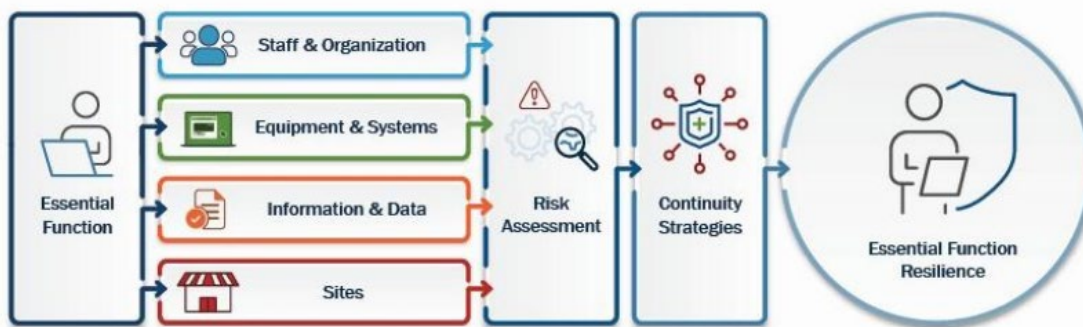 Essential
Function
Staff & Organization
Equipment & Systems
Information & Data
Sites
Risk
Assessment
Continuity
Strategies
Essential Function
Resilience